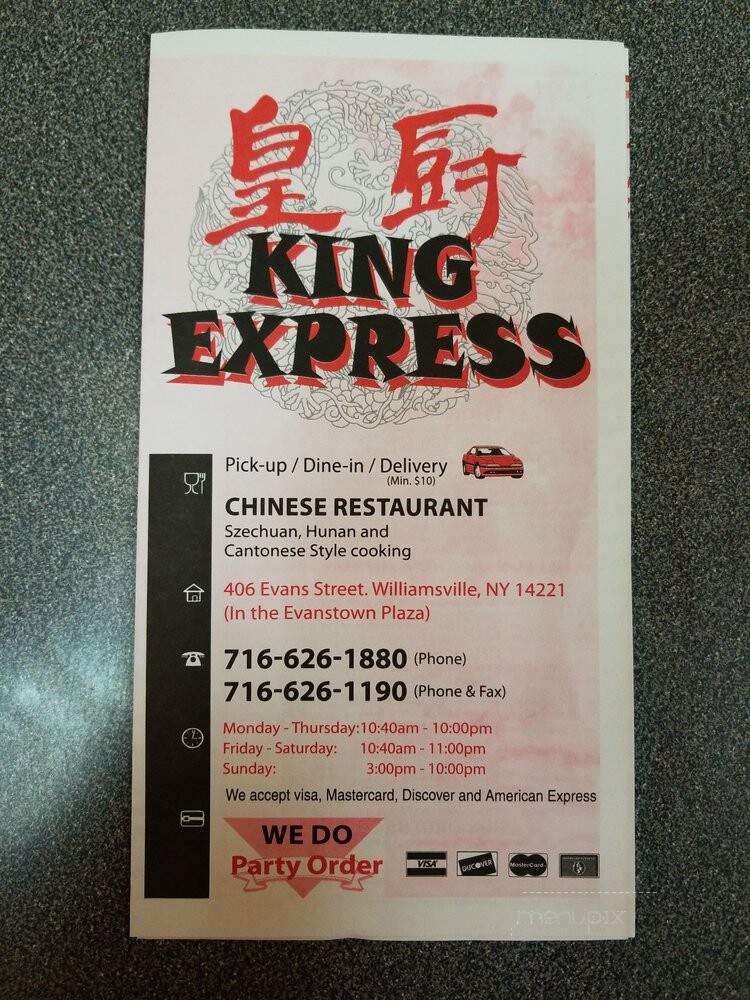 皇 厨
KING
EXPRESS
Pick-up / Dine-in / Delivery
(Min. $10)
CHINESE RESTAURANT
Szechuan, Hunan and
Cantonese Style cooking
406 Evans Street. Williamsville, NY 14221
(In the Evanstown Plaza)
716-626-1880 (Phone)
716-626-1190 (Phone & Fax)
Monday - Thursday:10:40am - 10:00pm
Friday - Saturday: 10:40am - 11:00pm
Sunday: 3:00pm - 10:00pm
We accept visa, Mastercard, Discover and American Express
WE DO
Party Order
VISA DISCOVER MasterCard
menupix